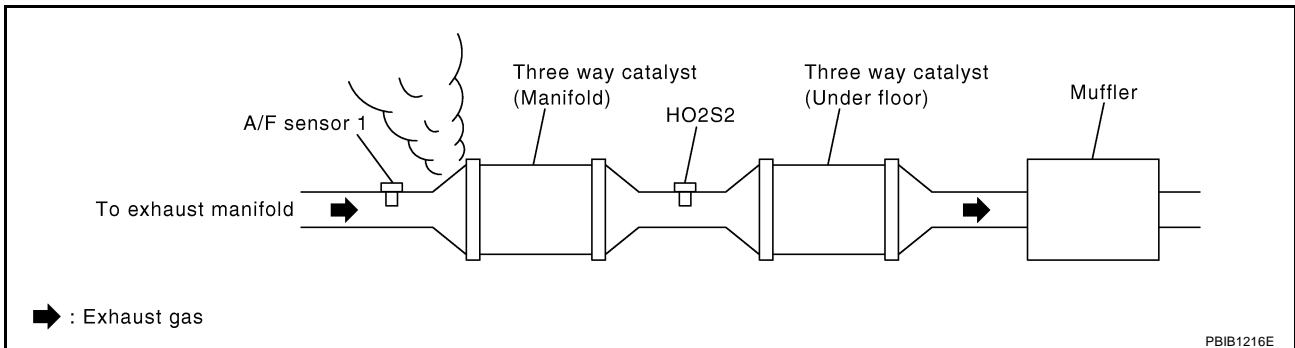 Three way catalyst
(Manifold)
Three way catalyst
(Under floor)
Muffler
HO2S2
A/F sensor 1
To exhaust manifold
: Exhaust gas
PBIB1216E